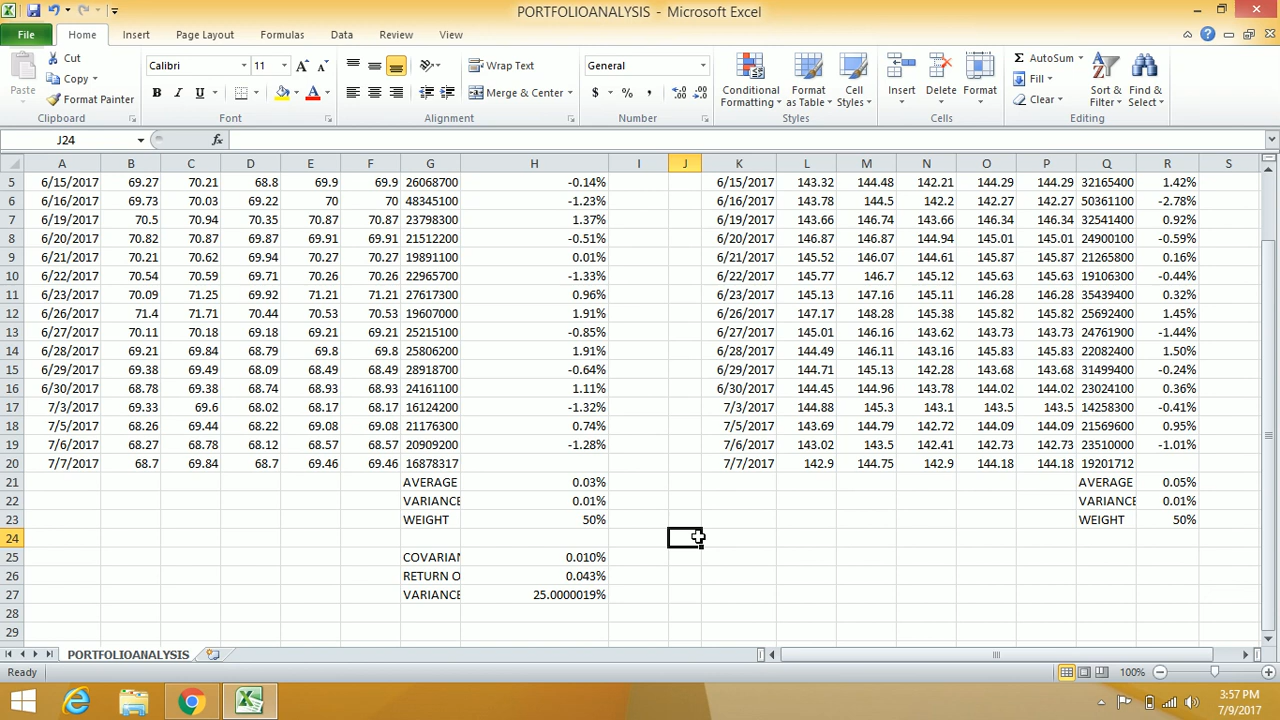 PORTFOLIOANALYSIS - Microsoft Excel
File Home Insert Page Layout Formulas Data Review View
Paste Cut Copy Format Painter Calibri 11 B I U Wrap Text Merge & Center General $ % , Conditional Formatting Format as Table Cell Styles Insert Delete Format AutoSum Fill Clear Sort & Filter Find & Select
Clipboard Font Alignment Number Styles Cells Editing
J24 fx
A B C D E F G H I J K L M N O P Q R S
5 6/15/2017 69.27 70.21 68.8 69.9 69.9 26068700 -0.14% 6/15/2017 143.32 144.48 142.21 144.29 144.29 32165400 1.42%
6 6/16/2017 69.73 70.03 69.22 70 70 48345100 -1.23% 6/16/2017 143.78 144.5 142.2 142.27 142.27 50361100 -2.78%
7 6/19/2017 70.5 70.94 70.35 70.87 70.87 23798300 1.37% 6/19/2017 143.66 146.74 143.66 146.34 146.34 32541400 0.92%
8 6/20/2017 70.82 70.87 69.87 69.91 69.91 21512200 -0.51% 6/20/2017 146.87 146.87 144.94 145.01 145.01 24900100 -0.59%
9 6/21/2017 70.21 70.62 69.94 70.27 70.27 19891100 0.01% 6/21/2017 145.52 146.07 144.61 145.87 145.87 21265800 0.16%
10 6/22/2017 70.54 70.59 69.71 70.26 70.26 22965700 -1.33% 6/22/2017 145.77 146.7 145.12 145.63 145.63 19106300 -0.44%
11 6/23/2017 70.09 71.25 69.92 71.21 71.21 27617300 0.96% 6/23/2017 145.13 147.16 145.11 146.28 146.28 35439400 0.32%
12 6/26/2017 71.4 71.71 70.44 70.53 70.53 19607000 1.91% 6/26/2017 147.17 148.28 145.38 145.82 145.82 25692400 1.45%
13 6/27/2017 70.11 70.18 69.18 69.21 69.21 25215100 -0.85% 6/27/2017 145.01 146.16 143.62 143.73 143.73 24761900 -1.44%
14 6/28/2017 69.21 69.84 68.79 69.8 69.8 25806200 1.91% 6/28/2017 144.49 146.11 143.16 145.83 145.83 22082400 1.50%
15 6/29/2017 69.38 69.49 68.09 68.49 68.49 28918700 -0.64% 6/29/2017 144.71 145.13 142.28 143.68 143.68 31499400 -0.24%
16 6/30/2017 68.78 69.38 68.74 68.93 68.93 24161100 1.11% 6/30/2017 144.45 144.96 143.78 144.02 144.02 23024100 0.36%
17 7/3/2017 69.33 69.6 68.02 68.17 68.17 16124200 -1.32% 7/3/2017 144.88 145.3 143.1 143.5 143.5 14258300 -0.41%
18 7/5/2017 68.26 69.44 68.22 69.08 69.08 21176300 0.74% 7/5/2017 143.69 144.79 142.72 144.09 144.09 21569600 0.95%
19 7/6/2017 68.27 68.78 68.12 68.57 68.57 20909200 -1.28% 7/6/2017 143.02 143.5 142.41 142.73 142.73 23510000 -1.01%
20 7/7/2017 68.7 69.84 68.7 69.46 69.46 16878317 7/7/2017 142.9 144.75 142.9 144.18 144.18 19201712
21 AVERAGE 0.03% AVERAGE 0.05%
22 VARIANCE 0.01% VARIANCE 0.01%
23 WEIGHT 50% WEIGHT 50%
24
25 COVARIAN 0.010%
26 RETURN O 0.043%
27 VARIANCE 25.0000019%
28
29
PORTFOLIOANALYSIS
Ready 100%
3:57 PM
7/9/2017